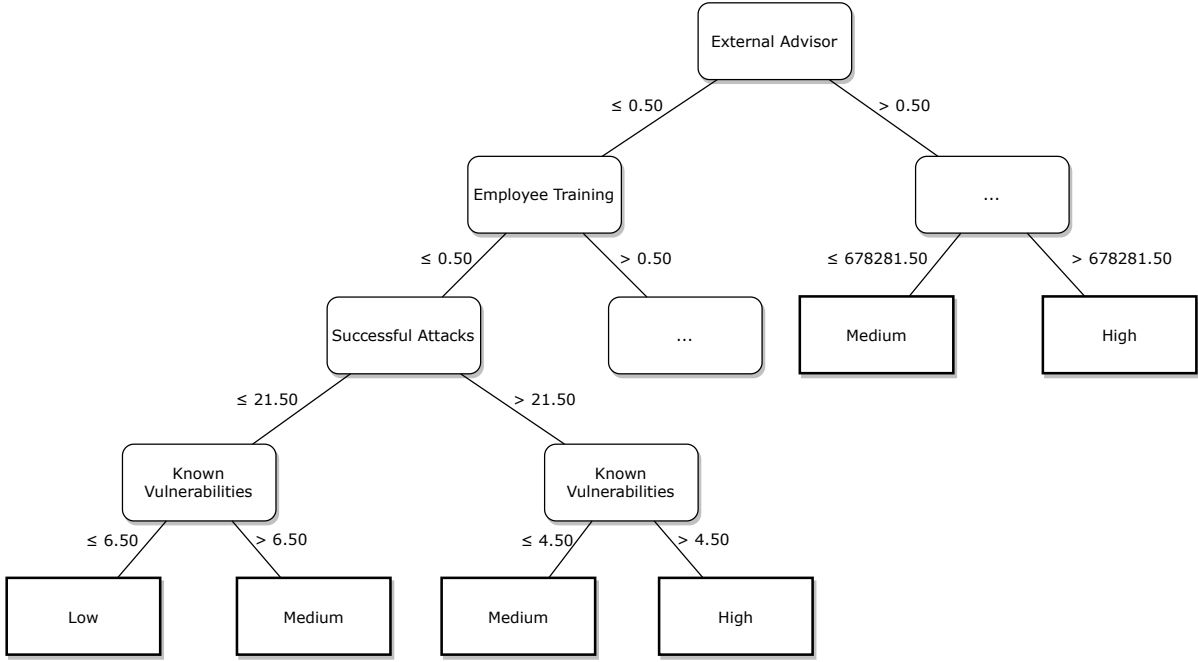 External Advisor
≤ 0.50
> 0.50
Employee Training
...
≤ 0.50
> 0.50
≤ 678281.50
> 678281.50
Successful Attacks
...
Medium
High
≤ 21.50
> 21.50
Known
Vulnerabilities
Known
Vulnerabilities
≤ 6.50
> 6.50
≤ 4.50
> 4.50
Low
Medium
Medium
High